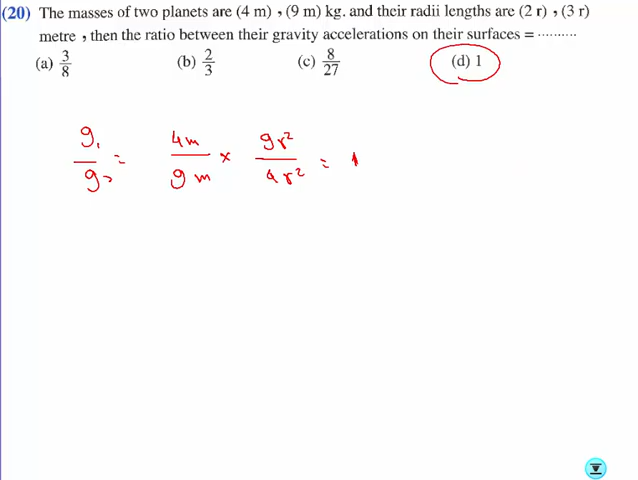 (20) The masses of two planets are (4 m) , (9 m) kg. and their radii lengths are (2 r) , (3 r)
metre , then the ratio between their gravity accelerations on their surfaces = ..........
(a) 3/8 (b) 2/3 (c) 8/27 (d) 1
g₁/g₂ = 4m/9m × 9r²/4r² = 1